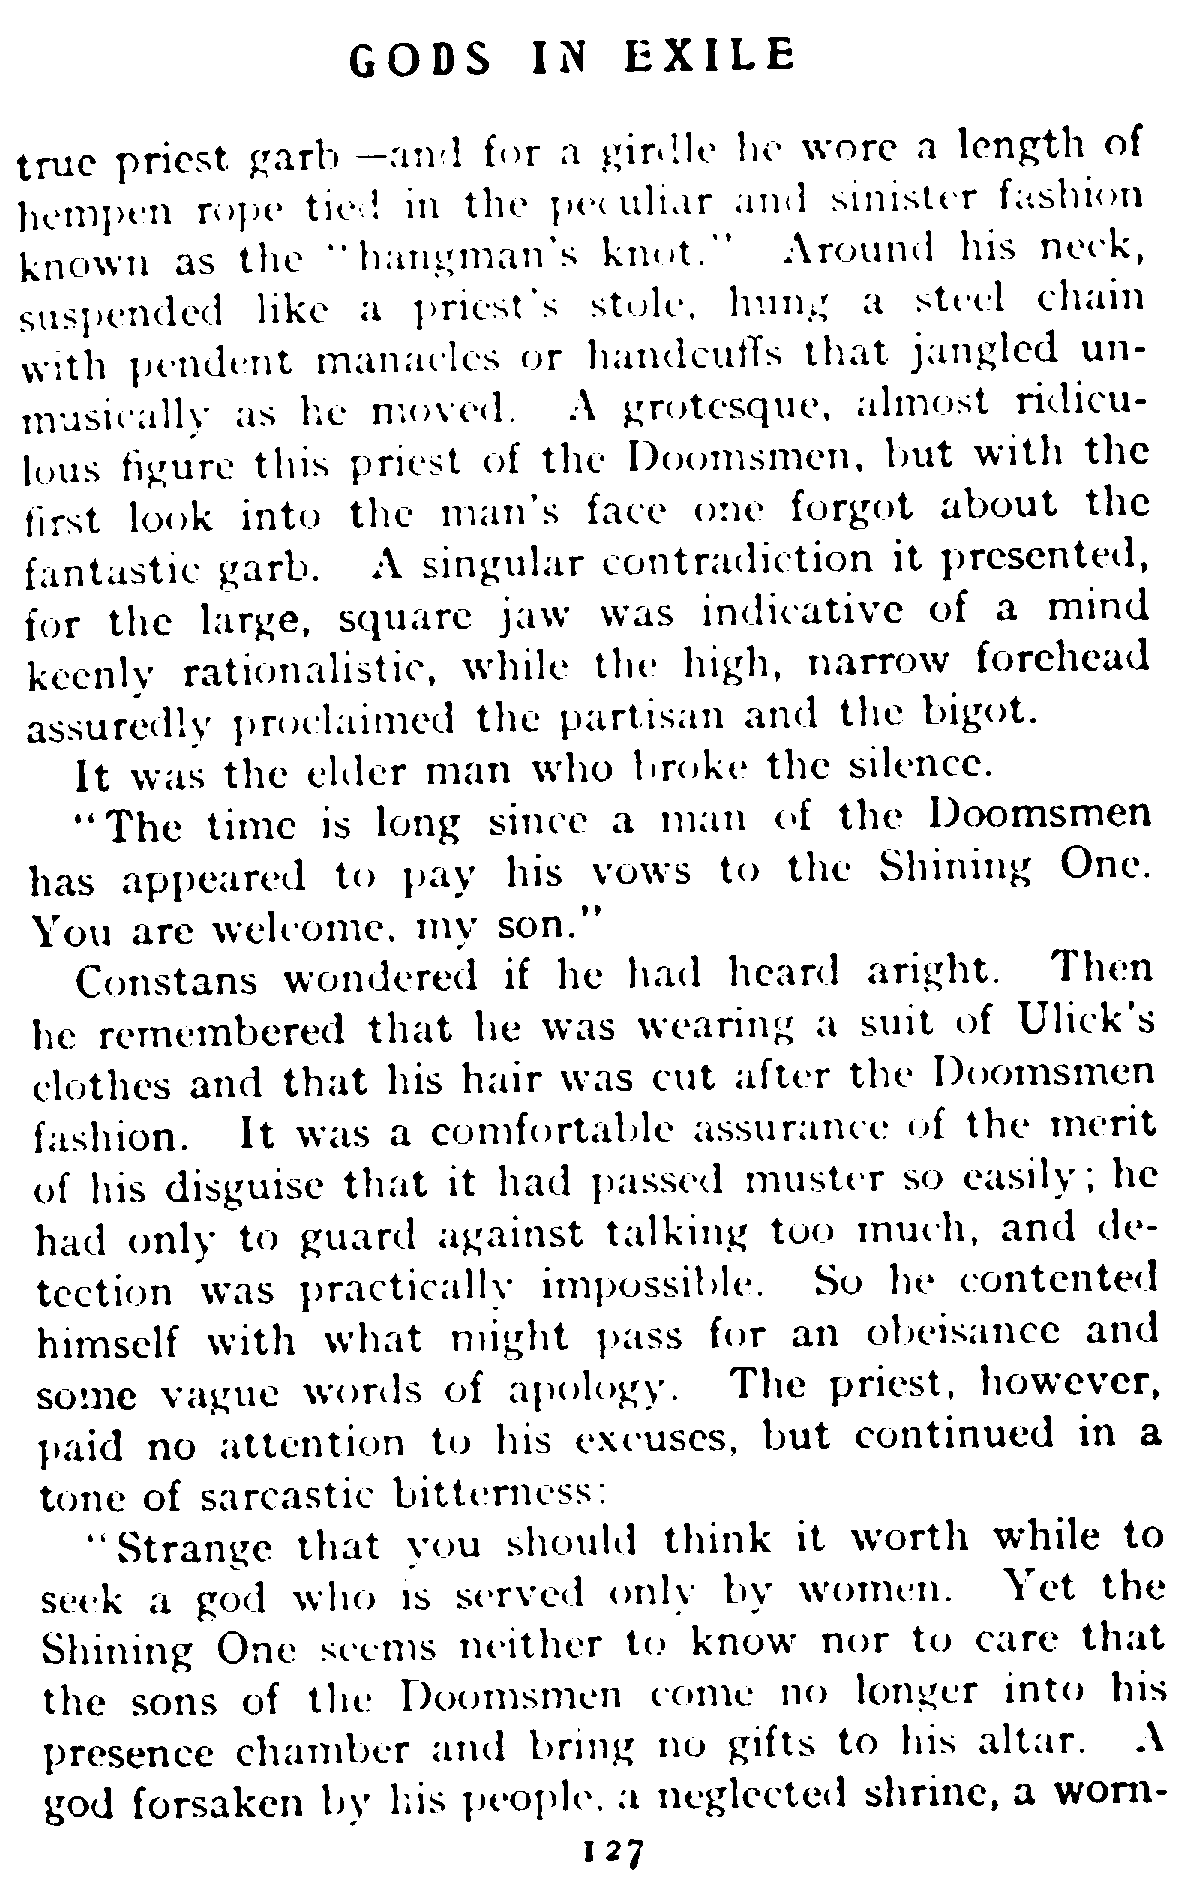 GODS IN EXILE
true priest garb—and for a girdle he wore a length of
hempen rope tied in the peculiar and sinister fashion
known as the "hangman's knot." Around his neck,
suspended like a priest's stole, hung a steel chain
with pendent manacles or handcuffs that jangled un-
musically as he moved. A grotesque, almost ridicu-
lous figure this priest of the Doomsmen, but with the
first look into the man's face one forgot about the
fantastic garb. A singular contradiction it presented,
for the large, square jaw was indicative of a mind
keenly rationalistic, while the high, narrow forehead
assuredly proclaimed the partisan and the bigot.
It was the elder man who broke the silence.
"The time is long since a man of the Doomsmen
has appeared to pay his vows to the Shining One.
You are welcome, my son."
Constans wondered if he had heard aright. Then
he remembered that he was wearing a suit of Ulick's
clothes and that his hair was cut after the Doomsmen
fashion. It was a comfortable assurance of the merit
of his disguise that it had passed muster so easily; he
had only to guard against talking too much, and de-
tection was practically impossible. So he contented
himself with what might pass for an obeisance and
some vague words of apology. The priest, however,
paid no attention to his excuses, but continued in a
tone of sarcastic bitterness:
"Strange that you should think it worth while to
seek a god who is served only by women. Yet the
Shining One seems neither to know nor to care that
the sons of the Doomsmen come no longer into his
presence chamber and bring no gifts to his altar. A
god forsaken by his people, a neglected shrine, a worn-
127